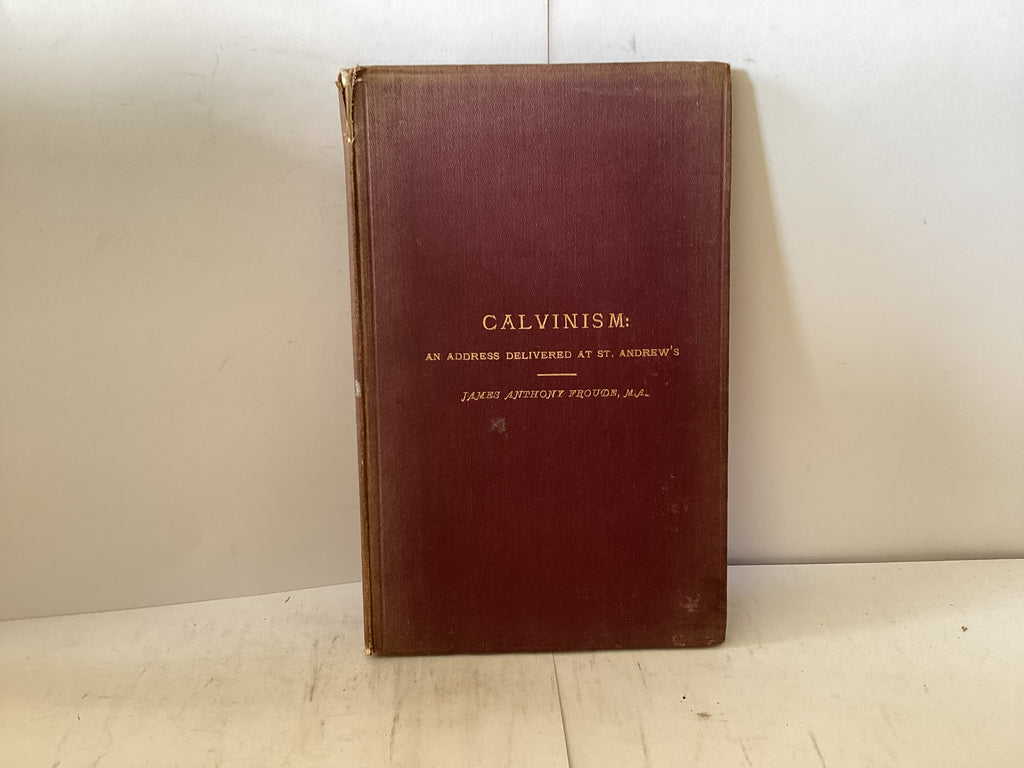 CALVINISM:
AN ADDRESS DELIVERED AT ST. ANDREW'S
JAMES ANTHONY FROUDE, M.A.